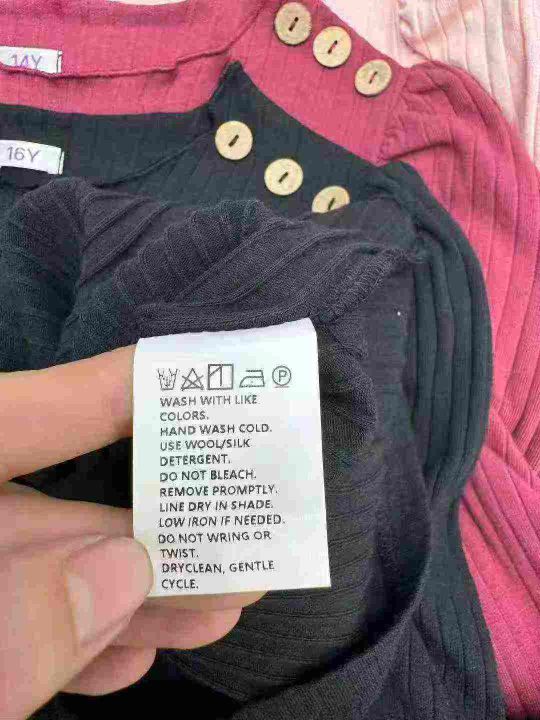 14Y
16Y
P
WASH WITH LIKE
COLORS.
HAND WASH COLD.
USE WOOL/SILK
DETERGENT.
DO NOT BLEACH.
REMOVE PROMPTLY.
LINE DRY IN SHADE.
LOW IRON IF NEEDED.
DO NOT WRING OR
TWIST.
DRYCLEAN, GENTLE
CYCLE.